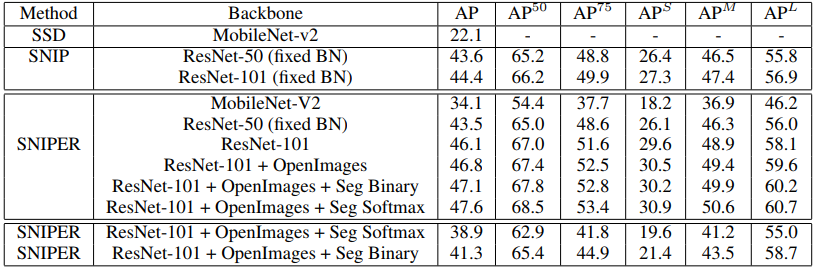 Method Backbone AP AP^50 AP^75 AP^S AP^M AP^L
SSD MobileNet-v2 22.1 - - - - -
SNIP ResNet-50 (fixed BN) 43.6 65.2 48.8 26.4 46.5 55.8
ResNet-101 (fixed BN) 44.4 66.2 49.9 27.3 47.4 56.9
MobileNet-V2 34.1 54.4 37.7 18.2 36.9 46.2
ResNet-50 (fixed BN) 43.5 65.0 48.6 26.1 46.3 56.0
SNIPER ResNet-101 46.1 67.0 51.6 29.6 48.9 58.1
ResNet-101 + OpenImages 46.8 67.4 52.5 30.5 49.4 59.6
ResNet-101 + OpenImages + Seg Binary 47.1 67.8 52.8 30.2 49.9 60.2
ResNet-101 + OpenImages + Seg Softmax 47.6 68.5 53.4 30.9 50.6 60.7
SNIPER ResNet-101 + OpenImages + Seg Softmax 38.9 62.9 41.8 19.6 41.2 55.0
SNIPER ResNet-101 + OpenImages + Seg Binary 41.3 65.4 44.9 21.4 43.5 58.7